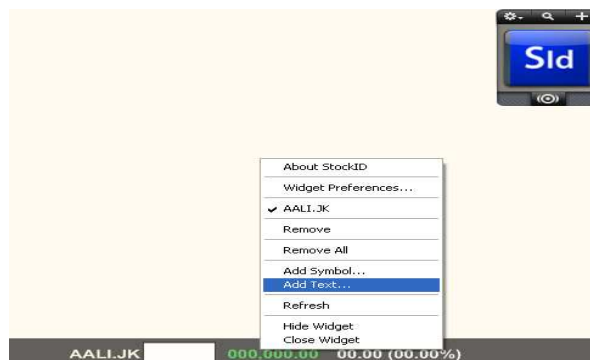 SId
About StockID
Widget Preferences...
AALI.JK
Remove
Remove All
Add Symbol...
Add Text...
Refresh
Hide Widget
Close Widget
AALI.JK 000,000.00 00.00 (00.00%)